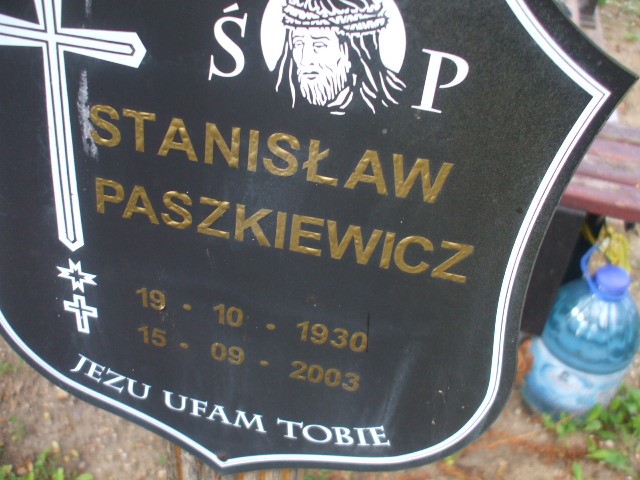 Ś P
STANISŁAW
PASZKIEWICZ
19 - 10 - 1930
15 - 09 - 2003
JEZU UFAM TOBIE